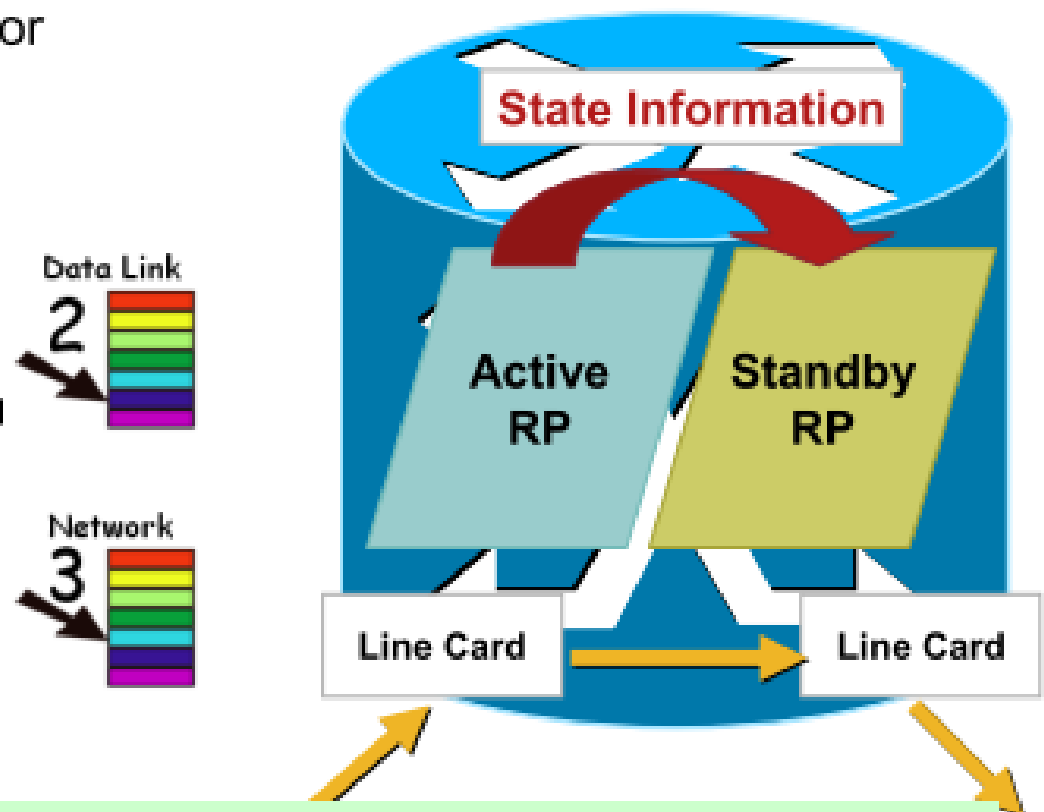 or
State Information
Data Link
2
Active
RP
Standby
RP
Network
3
Line Card
Line Card